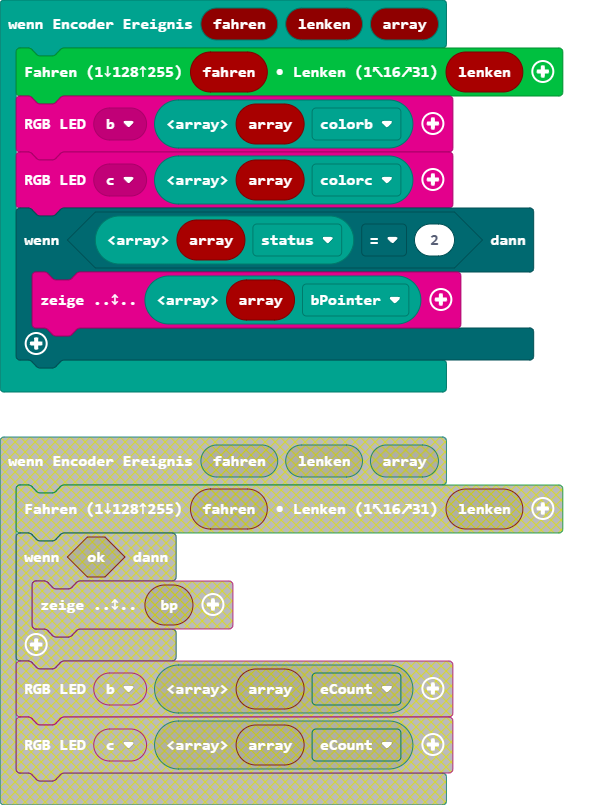 wenn Encoder Ereignis fahren lenken array
Fahren (1↓128↑255) fahren • Lenken (1↖16↗31) lenken
RGB LED b <array> array colorb
RGB LED c <array> array colorc
wenn <array> array status = 2 dann
zeige ..↕.. <array> array bPointer
wenn Encoder Ereignis fahren lenken array
Fahren (1↓128↑255) fahren • Lenken (1↖16↗31) lenken
wenn ok dann
zeige ..↕.. bp
RGB LED b <array> array eCount
RGB LED c <array> array eCount